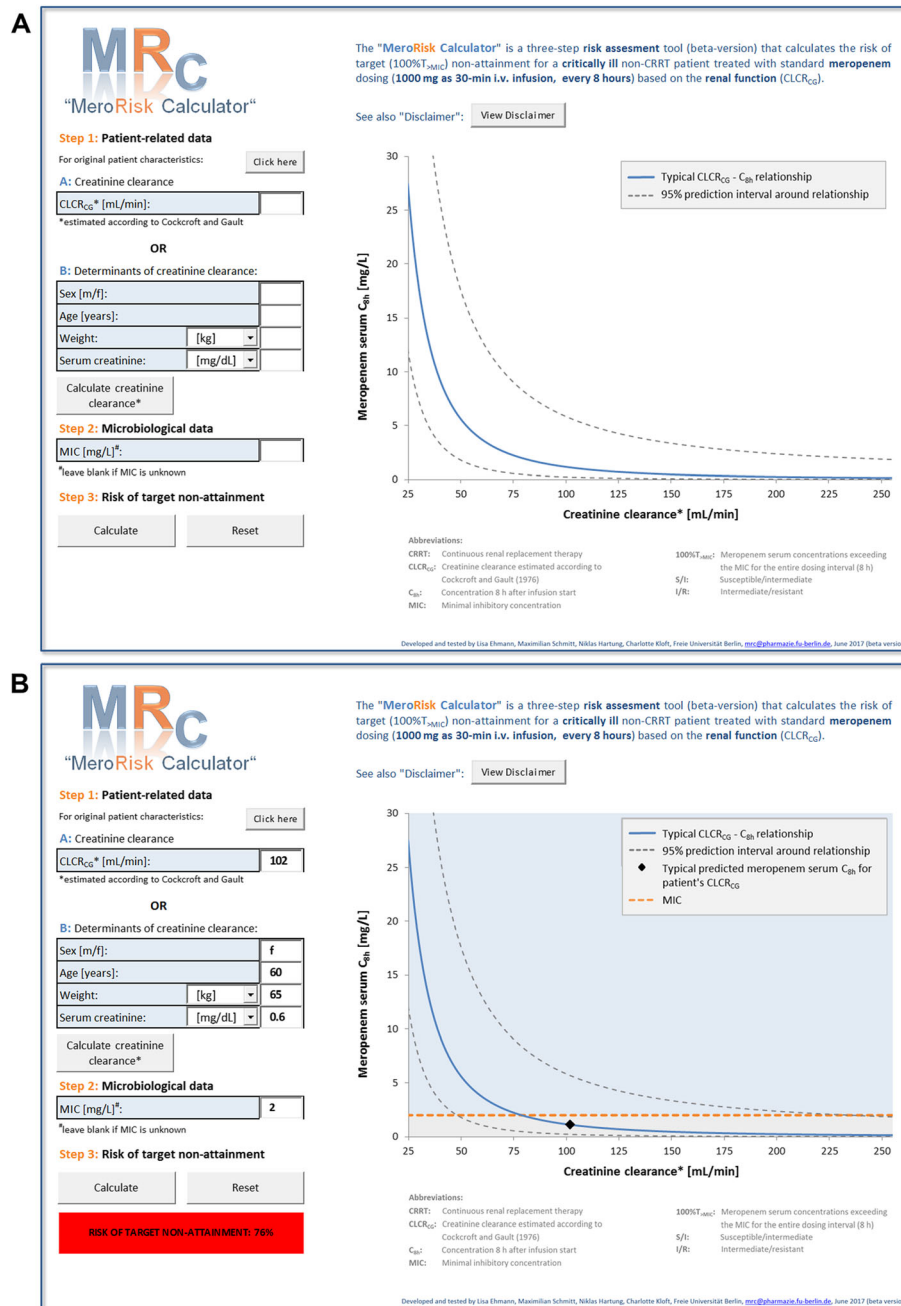 A
MRc
"MeroRisk Calculator"
The "MeroRisk Calculator" is a three-step risk assesment tool (beta-version) that calculates the risk of
target (100%T>MIC) non-attainment for a critically ill non-CRRT patient treated with standard meropenem
dosing (1000 mg as 30-min i.v. infusion, every 8 hours) based on the renal function (CLCRCG).
See also "Disclaimer": View Disclaimer
Step 1: Patient-related data
For original patient characteristics: Click here
A: Creatinine clearance
CLCRCG* [mL/min]:
*estimated according to Cockcroft and Gault
OR
B: Determinants of creatinine clearance:
Sex [m/f]:
Age [years]:
Weight: [kg]
Serum creatinine: [mg/dL]
Calculate creatinine
clearance*
Step 2: Microbiological data
MIC [mg/L]#:
#leave blank if MIC is unknown
Step 3: Risk of target non-attainment
Calculate Reset
Meropenem serum C8h [mg/L]
30
25
20
15
10
5
0
25 50 75 100 125 150 175 200 225 250
Creatinine clearance* [mL/min]
Typical CLCRCG - C8h relationship
95% prediction interval around relationship
Abbreviations:
CRRT: Continuous renal replacement therapy
CLCRCG: Creatinine clearance estimated according to
Cockcroft and Gault (1976)
C8h: Concentration 8 h after infusion start
MIC: Minimal inhibitory concentration
100%T>MIC: Meropenem serum concentrations exceeding
the MIC for the entire dosing interval (8 h)
S/I: Susceptible/intermediate
I/R: Intermediate/resistant
Developed and tested by Lisa Ehmann, Maximilian Schmitt, Niklas Hartung, Charlotte Kloft, Freie Universität Berlin, mrc@pharmazie.fu-berlin.de, June 2017 (beta versio
B
MRc
"MeroRisk Calculator"
The "MeroRisk Calculator" is a three-step risk assesment tool (beta-version) that calculates the risk of
target (100%T>MIC) non-attainment for a critically ill non-CRRT patient treated with standard meropenem
dosing (1000 mg as 30-min i.v. infusion, every 8 hours) based on the renal function (CLCRCG).
See also "Disclaimer": View Disclaimer
Step 1: Patient-related data
For original patient characteristics: Click here
A: Creatinine clearance
CLCRCG* [mL/min]: 102
*estimated according to Cockcroft and Gault
OR
B: Determinants of creatinine clearance:
Sex [m/f]: f
Age [years]: 60
Weight: [kg] 65
Serum creatinine: [mg/dL] 0.6
Calculate creatinine
clearance*
Step 2: Microbiological data
MIC [mg/L]#: 2
#leave blank if MIC is unknown
Step 3: Risk of target non-attainment
Calculate Reset
RISK OF TARGET NON-ATTAINMENT: 76%
Meropenem serum C8h [mg/L]
30
25
20
15
10
5
0
25 50 75 100 125 150 175 200 225 250
Creatinine clearance* [mL/min]
Typical CLCRCG - C8h relationship
95% prediction interval around relationship
Typical predicted meropenem serum C8h for
patient's CLCRCG
MIC
Abbreviations:
CRRT: Continuous renal replacement therapy
CLCRCG: Creatinine clearance estimated according to
Cockcroft and Gault (1976)
C8h: Concentration 8 h after infusion start
MIC: Minimal inhibitory concentration
100%T>MIC: Meropenem serum concentrations exceeding
the MIC for the entire dosing interval (8 h)
S/I: Susceptible/intermediate
I/R: Intermediate/resistant
Developed and tested by Lisa Ehmann, Maximilian Schmitt, Niklas Hartung, Charlotte Kloft, Freie Universität Berlin, mrc@pharmazie.fu-berlin.de, June 2017 (beta versio